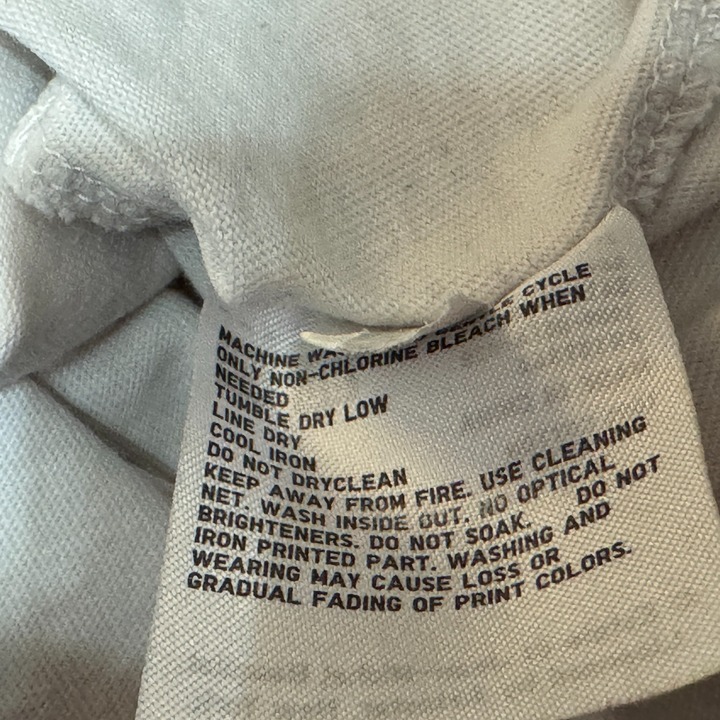 MACHINE GENTLE CYCLE
ONLY NON-CHLORINE BLEACH WHEN
NEEDED
TUMBLE DRY LOW
LINE DRY
COOL IRON
DO NOT DRYCLEAN
KEEP AWAY FROM FIRE. USE CLEANING
NET. WASH INSIDE OUT. NO OPTICAL
BRIGHTENERS. DO NOT SOAK. DO NOT
IRON PRINTED PART. WASHING AND
WEARING MAY CAUSE LOSS OR
GRADUAL FADING OF PRINT COLORS.